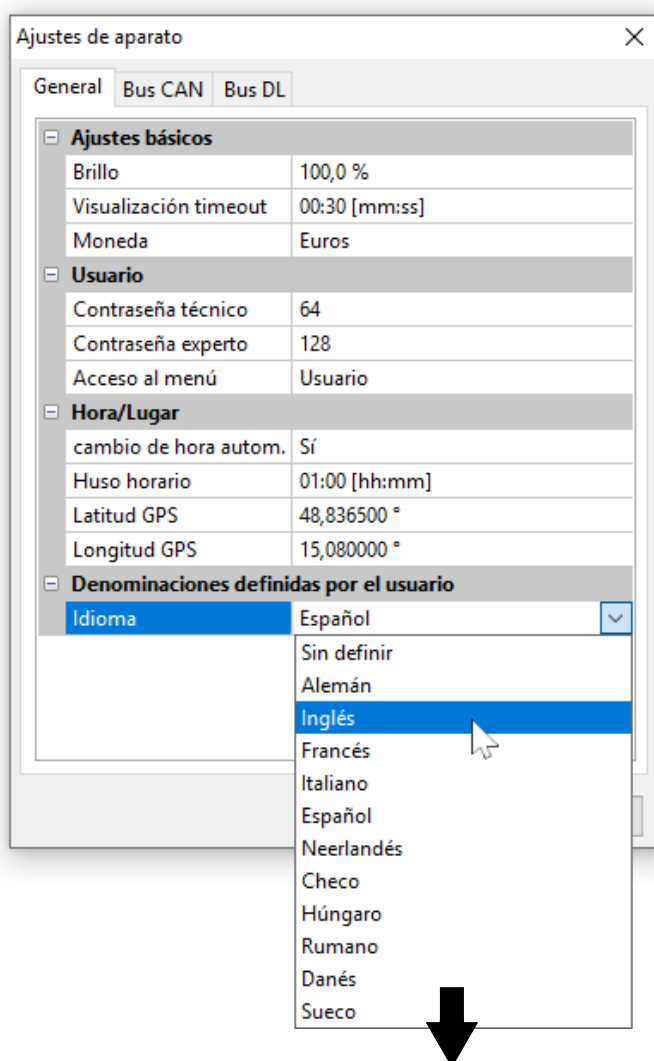 Ajustes de aparato
General Bus CAN Bus DL
Ajustes básicos
Brillo 100,0 %
Visualización timeout 00:30 [mm:ss]
Moneda Euros
Usuario
Contraseña técnico 64
Contraseña experto 128
Acceso al menú Usuario
Hora/Lugar
cambio de hora autom. Sí
Huso horario 01:00 [hh:mm]
Latitud GPS 48,836500 °
Longitud GPS 15,080000 °
Denominaciones definidas por el usuario
Idioma Español
Sin definir
Alemán
Inglés
Francés
Italiano
Español
Neerlandés
Checo
Húngaro
Rumano
Danés
Sueco